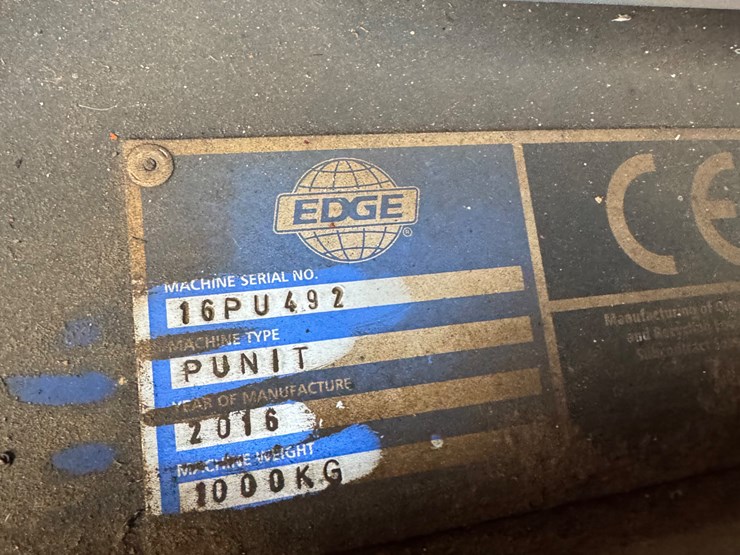 EDGE
®
MACHINE SERIAL NO.
16PU492
MACHINE TYPE
PUNIT
YEAR OF MANUFACTURE
2016
MACHINE WEIGHT
1000KG
CE
Manufacturing of
and